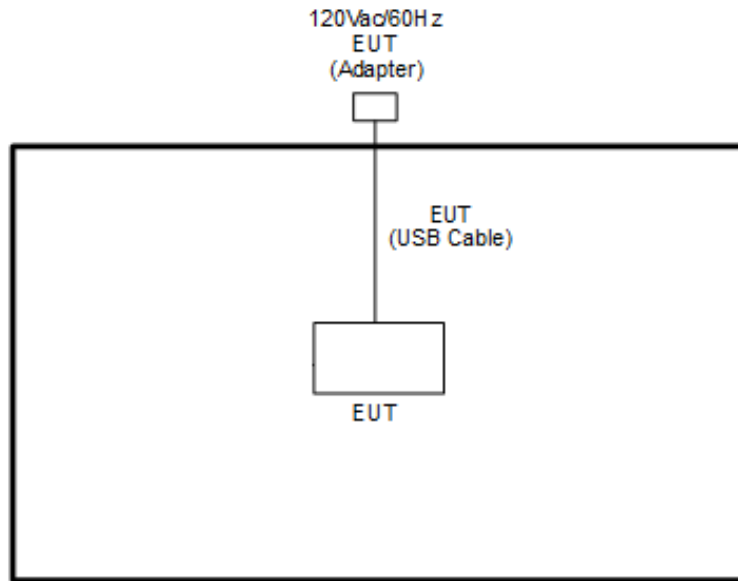 120Vac/60Hz
EUT
(Adapter)
EUT
(USB Cable)
EUT